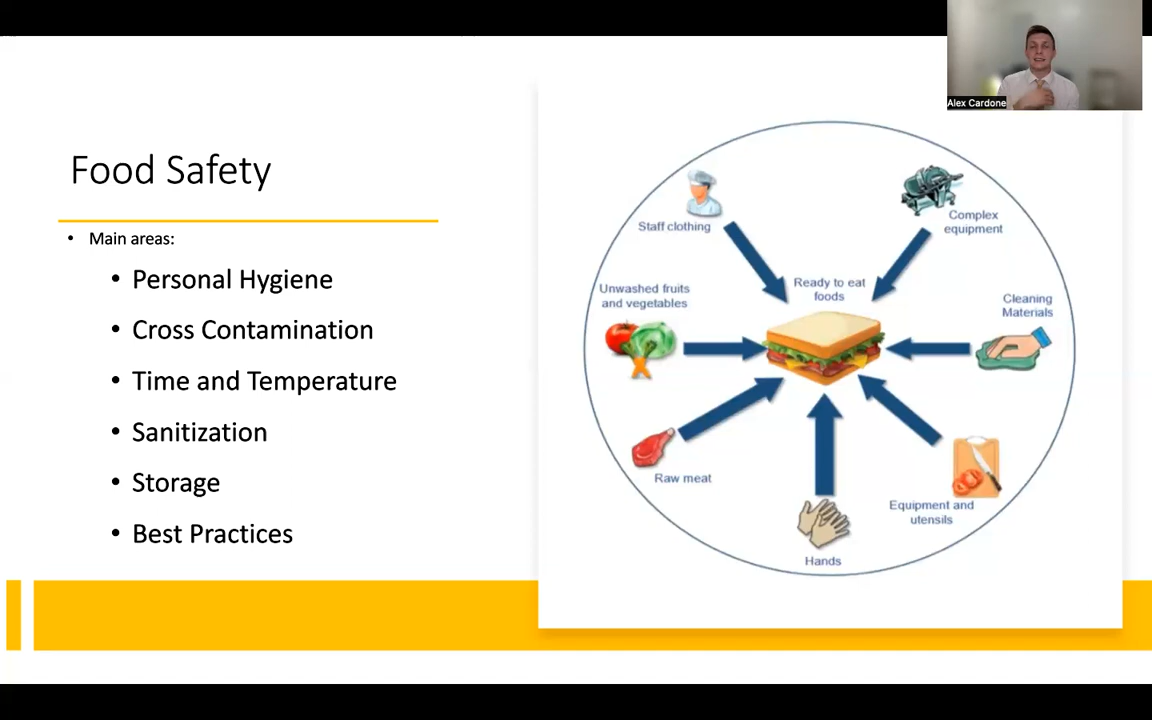 Alex Cardone
Food Safety
• Main areas:
• Personal Hygiene
• Cross Contamination
• Time and Temperature
• Sanitization
• Storage
• Best Practices
Staff clothing
Complex
equipment
Unwashed fruits
and vegetables
Ready to eat
foods
Cleaning
Materials
Raw meat
Equipment and
utensils
Hands